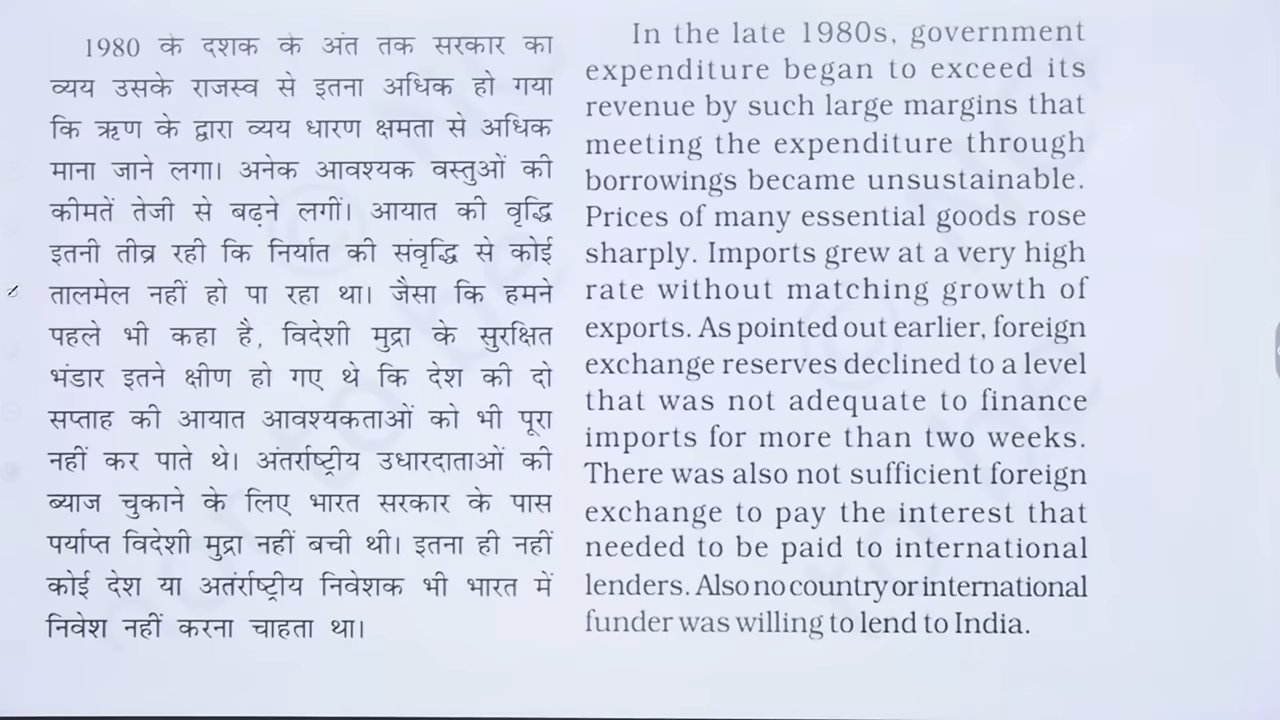 1980 के दशक के अंत तक सरकार का
व्यय उसके राजस्व से इतना अधिक हो गया
कि ऋण के द्वारा व्यय धारण क्षमता से अधिक
माना जाने लगा। अनेक आवश्यक वस्तुओं की
कीमतें तेजी से बढ़ने लगीं। आयात की वृद्धि
इतनी तीव्र रही कि निर्यात की संवृद्धि से कोई
तालमेल नहीं हो पा रहा था। जैसा कि हमने
पहले भी कहा है, विदेशी मुद्रा के सुरक्षित
भंडार इतने क्षीण हो गए थे कि देश की दो
सप्ताह की आयात आवश्यकताओं को भी पूरा
नहीं कर पाते थे। अंतर्राष्ट्रीय उधारदाताओं की
ब्याज चुकाने के लिए भारत सरकार के पास
पर्याप्त विदेशी मुद्रा नहीं बची थी। इतना ही नहीं
कोई देश या अतंर्राष्ट्रीय निवेशक भी भारत में
निवेश नहीं करना चाहता था।
In the late 1980s, government
expenditure began to exceed its
revenue by such large margins that
meeting the expenditure through
borrowings became unsustainable.
Prices of many essential goods rose
sharply. Imports grew at a very high
rate without matching growth of
exports. As pointed out earlier, foreign
exchange reserves declined to a level
that was not adequate to finance
imports for more than two weeks.
There was also not sufficient foreign
exchange to pay the interest that
needed to be paid to international
lenders. Also no country or international
funder was willing to lend to India.